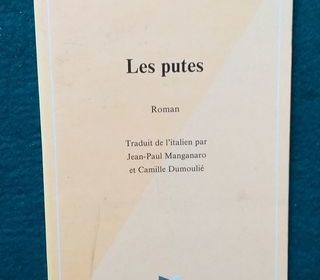 Les putes
Roman
Traduit de l'italien par
Jean-Paul Manganaro
et Camille Dumoulié